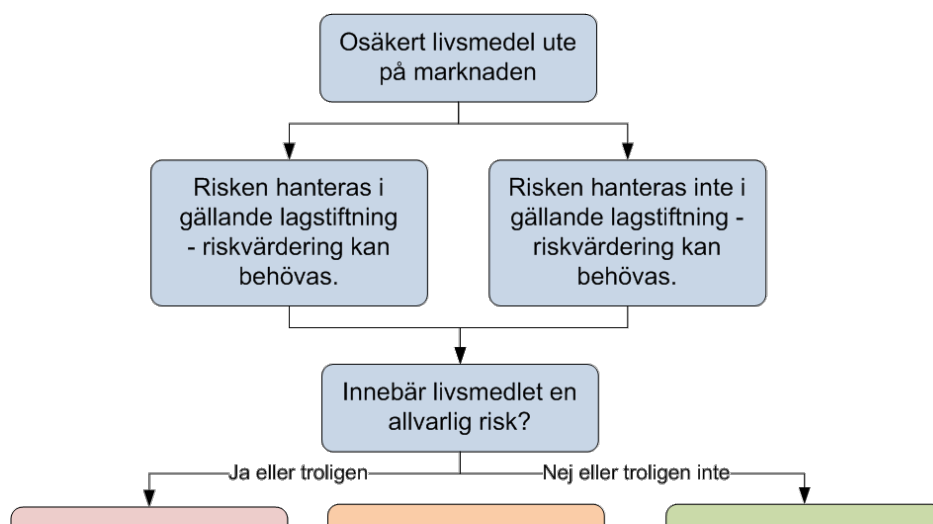 Osäkert livsmedel ute
på marknaden
Risken hanteras i
gällande lagstiftning
- riskvärdering kan
behövas.
Risken hanteras inte i
gällande lagstiftning -
riskvärdering kan
behövas.
Innebär livsmedlet en
allvarlig risk?
Ja eller troligen
Nej eller troligen inte